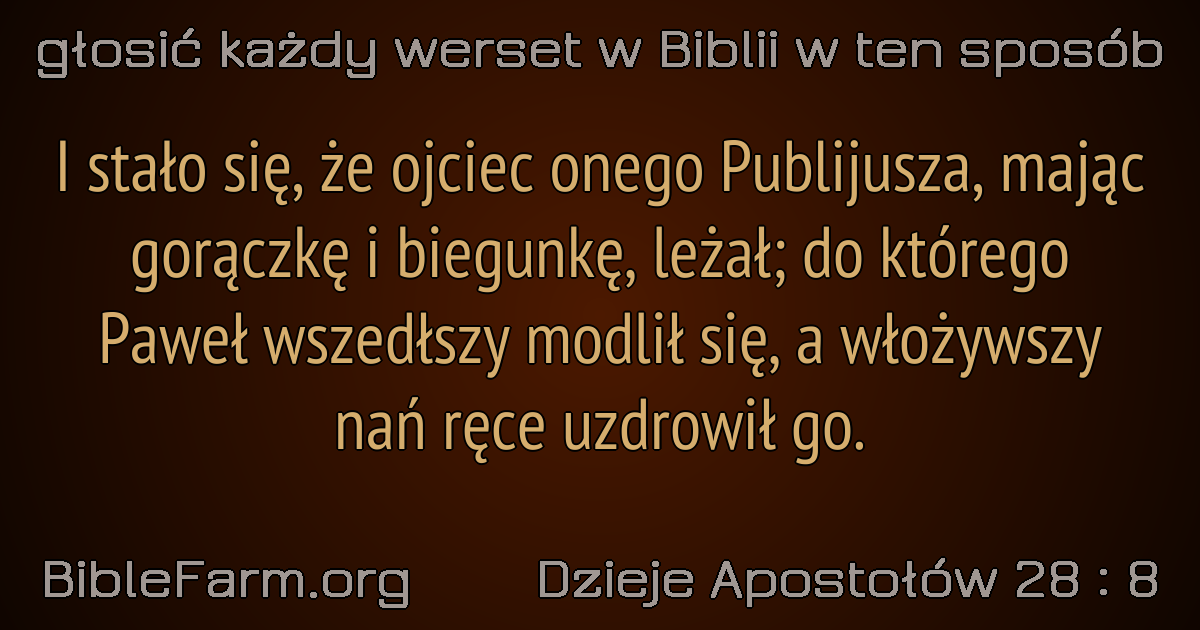 głosić każdy werset w Biblii w ten sposób
I stało się, że ojciec onego Publijusza, mając
gorączkę i biegunkę, leżał; do którego
Paweł wszedłszy modlił się, a włożywszy
nań ręce uzdrowił go.
BibleFarm.org
Dzieje Apostołów 28 : 8